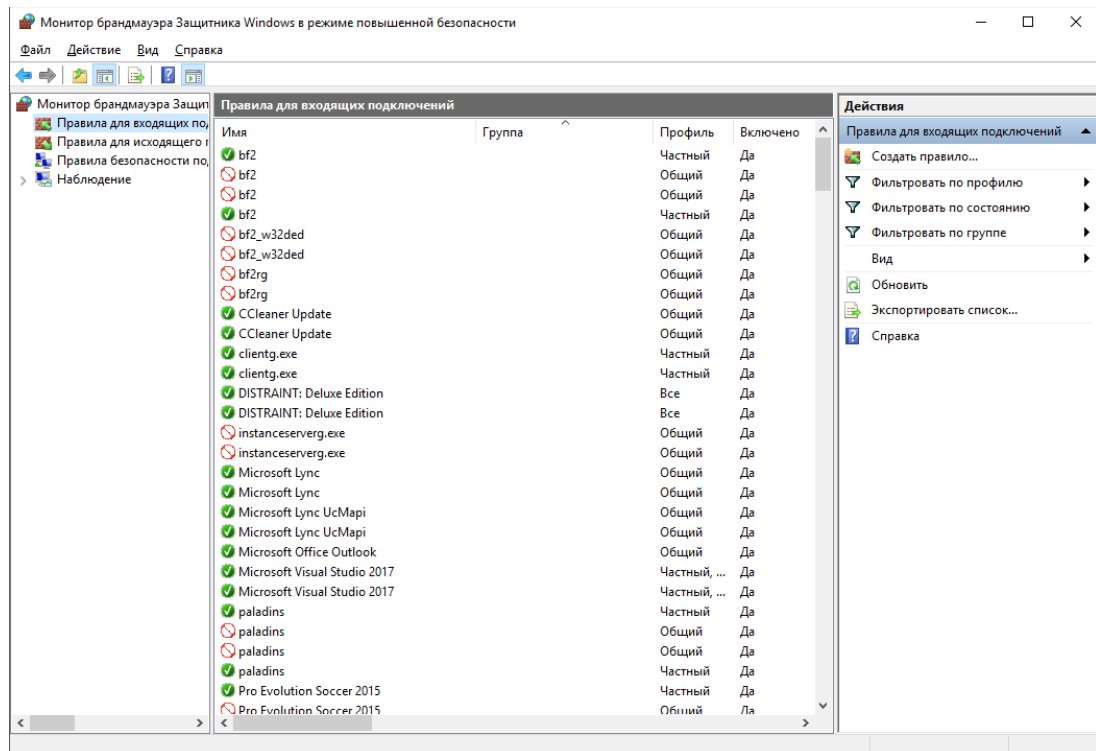 Монитор брандмауэра Защитника Windows в режиме повышенной безопасности
Файл Действие Вид Справка
Монитор брандмауэра Защит
Правила для входящих по
Правила для исходящего
Правила безопасности по
Наблюдение
Правила для входящих подключений
Имя Группа Профиль Включено
bf2 Частный Да
bf2 Общий Да
bf2 Общий Да
bf2 Частный Да
bf2_w32ded Общий Да
bf2_w32ded Общий Да
bf2rg Общий Да
bf2rg Общий Да
CCleaner Update Общий Да
CCleaner Update Общий Да
clientg.exe Частный Да
clientg.exe Частный Да
DISTRAINT: Deluxe Edition Все Да
DISTRAINT: Deluxe Edition Все Да
instanceserverg.exe Общий Да
instanceserverg.exe Общий Да
Microsoft Lync Общий Да
Microsoft Lync Общий Да
Microsoft Lync UcMapi Общий Да
Microsoft Lync UcMapi Общий Да
Microsoft Office Outlook Общий Да
Microsoft Visual Studio 2017 Частный, ... Да
Microsoft Visual Studio 2017 Частный, ... Да
paladins Частный Да
paladins Общий Да
paladins Общий Да
paladins Частный Да
Pro Evolution Soccer 2015 Частный Да
Pro Evolution Soccer 2015 Общий Да
Действия
Правила для входящих подключений
Создать правило...
Фильтровать по профилю
Фильтровать по состоянию
Фильтровать по группе
Вид
Обновить
Экспортировать список...
Справка